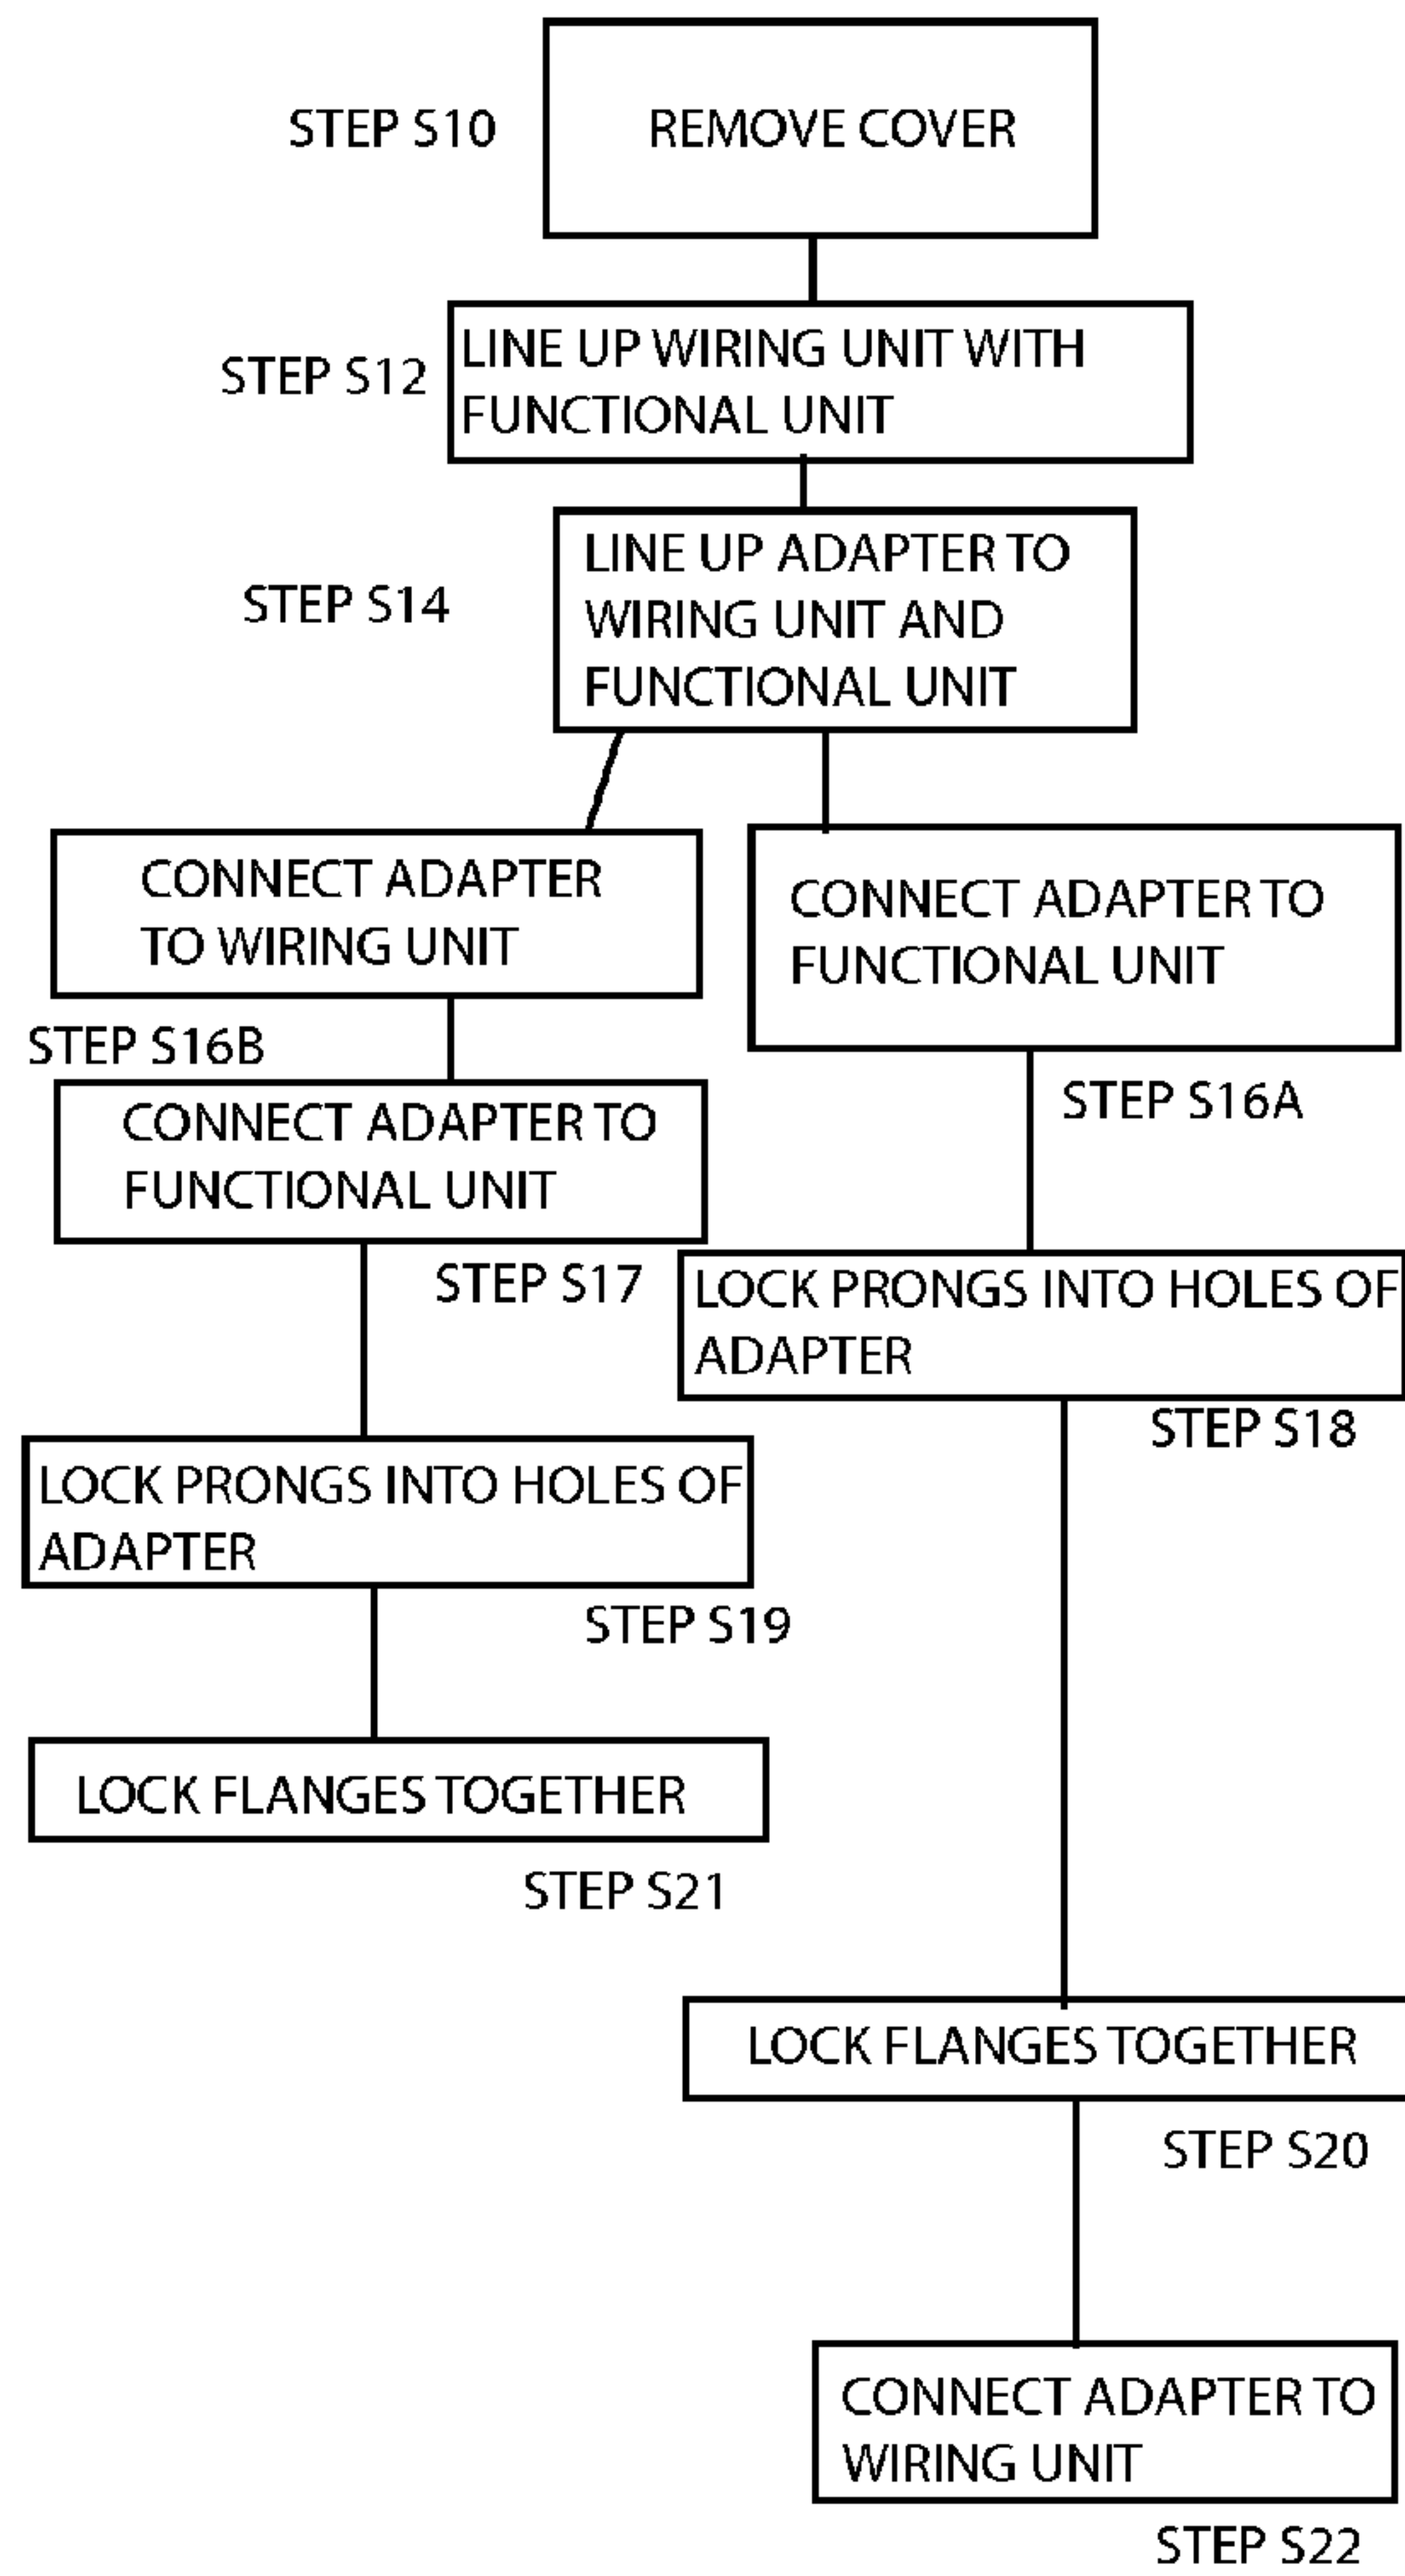 STEP S10
REMOVE COVER
STEP S12
LINE UP WIRING UNIT WITH
FUNCTIONAL UNIT
STEP S14
LINE UP ADAPTER TO
WIRING UNIT AND
FUNCTIONAL UNIT
CONNECT ADAPTER
TO WIRING UNIT
STEP S16B
CONNECT ADAPTER TO
FUNCTIONAL UNIT
STEP S16A
CONNECT ADAPTER TO
FUNCTIONAL UNIT
STEP S17
LOCK PRONGS INTO HOLES OF
ADAPTER
STEP S18
LOCK PRONGS INTO HOLES OF
ADAPTER
STEP S19
LOCK FLANGES TOGETHER
STEP S21
LOCK FLANGES TOGETHER
STEP S20
CONNECT ADAPTER TO
WIRING UNIT
STEP S22